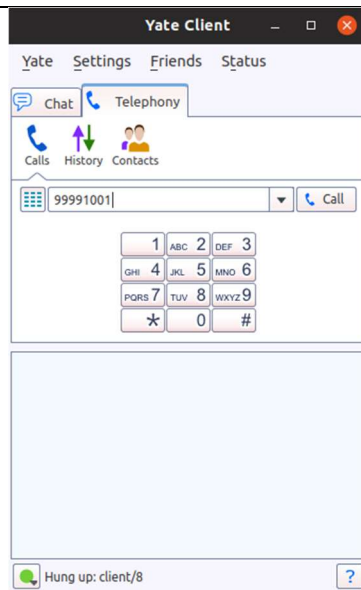 Yate Client
Yate Settings Friends Status
Chat Telephony
Calls History Contacts
99991001 Call
1 ABC 2 DEF 3
GHI 4 JKL 5 MNO 6
PQRS 7 TUV 8 WXYZ 9
* 0 #
Hung up: client/8 ?